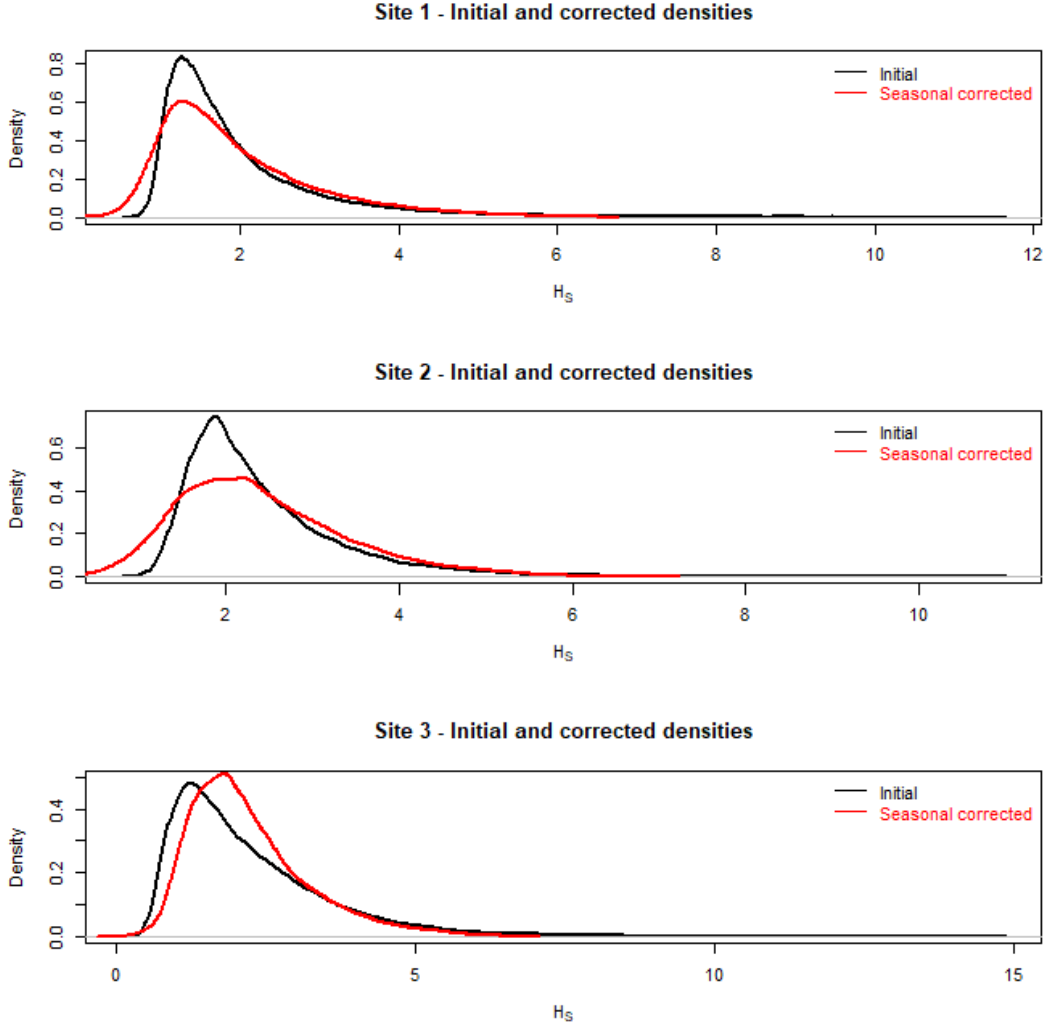 Site 1 - Initial and corrected densities
Density
0.0
0.2
0.4
0.6
0.8
Initial
Seasonal corrected
2 4 6 8 10 12
H_S
Site 2 - Initial and corrected densities
Density
0.0
0.2
0.4
0.6
Initial
Seasonal corrected
2 4 6 8 10
H_S
Site 3 - Initial and corrected densities
Density
0.0
0.2
0.4
Initial
Seasonal corrected
0 5 10 15
H_S